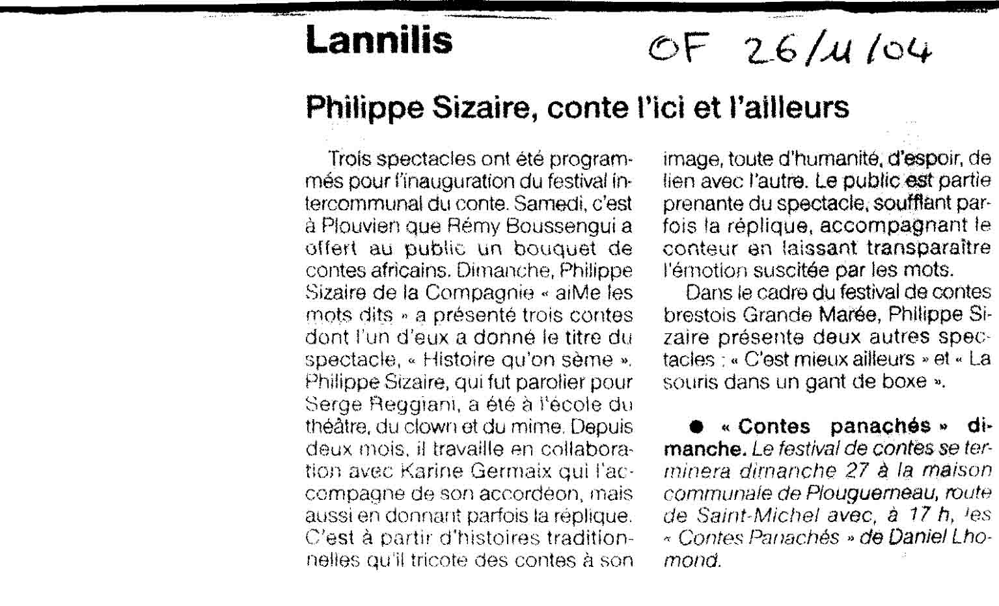 Lannilis
OF 26/11/04
Philippe Sizaire, conte l'ici et l'ailleurs
Trois spectacles ont été program-
més pour l'inauguration du festival in-
tercommunal du conte. Samedi, c'est
à Plouvien que Rémy Boussengui a
offert au public un bouquet de
contes africains. Dimanche, Philippe
Sizaire de la Compagnie « aiMe les
mots dits » a présenté trois contes
dont l'un d'eux a donné le titre du
spectacle, « Histoire qu'on sème ».
Philippe Sizaire, qui fut parolier pour
Serge Reggiani, a été à l'école du
théâtre, du clown et du mime. Depuis
deux mois, il travaille en collabora-
tion avec Karine Germaix qui l'ac-
compagne de son accordéon, mais
aussi en donnant parfois la réplique.
C'est à partir d'histoires tradition-
nelles qu'il tricote des contes à son
image, toute d'humanité, d'espoir, de
lien avec l'autre. Le public est partie
prenante du spectacle, soufflant par-
fois la réplique, accompagnant le
conteur en laissant transparaître
l'émotion suscitée par les mots.
Dans le cadre du festival de contes
brestois Grande Marée, Philippe Si-
zaire présente deux autres spec-
tacles : « C'est mieux ailleurs » et « La
souris dans un gant de boxe ».
● « Contes panachés » di-
manche. Le festival de contes se ter-
minera dimanche 27 à la maison
communale de Plouguerneau, route
de Saint-Michel avec, à 17 h, les
« Contes Panachés » de Daniel Lho-
mond.